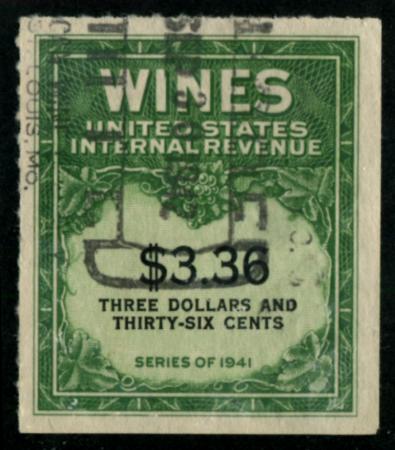 WINES
UNITED STATES
INTERNAL REVENUE
$3.36
THREE DOLLARS AND
THIRTY-SIX CENTS
SERIES OF 1941
LOUIS, MO.